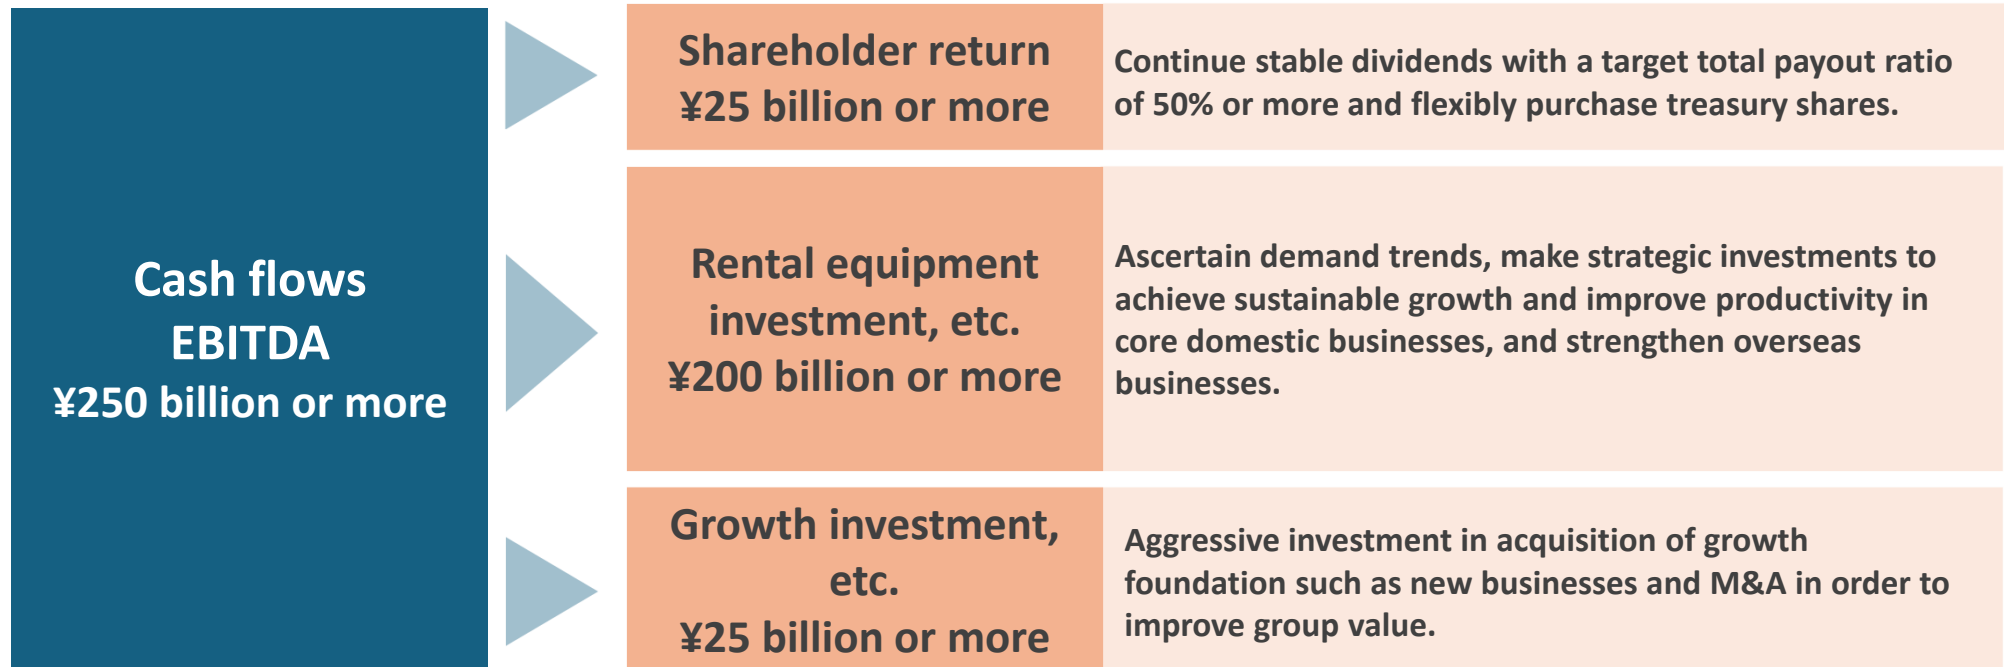 Cash flows
EBITDA
¥250 billion or more
Shareholder return
¥25 billion or more
Continue stable dividends with a target total payout ratio
of 50% or more and flexibly purchase treasury shares.
Rental equipment
investment, etc.
¥200 billion or more
Ascertain demand trends, make strategic investments to
achieve sustainable growth and improve productivity in
core domestic businesses, and strengthen overseas
businesses.
Growth investment,
etc.
¥25 billion or more
Aggressive investment in acquisition of growth
foundation such as new businesses and M&A in order to
improve group value.